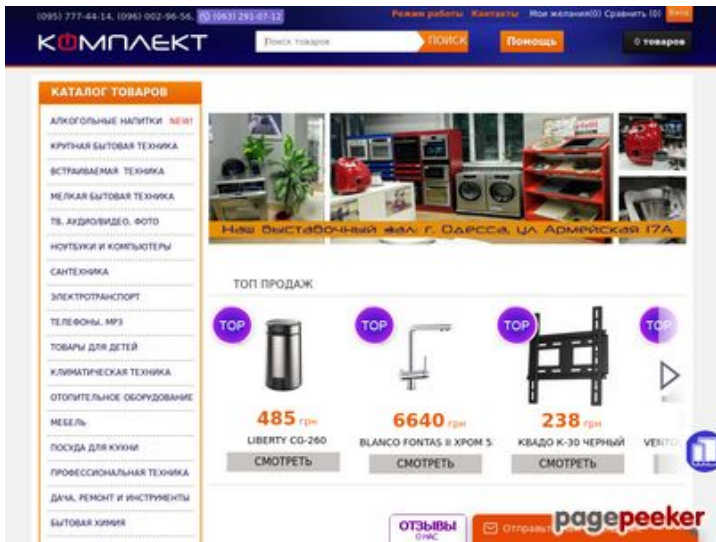 (095) 777-44-14, (096) 002-96-56, (063) 291-07-12
Режим работы Контакты Мои желания(0) Сравнить (0) Вход
КОМПЛЕКТ
Поиск товаров ПОИСК Помощь 0 товаров
КАТАЛОГ ТОВАРОВ
АЛКОГОЛЬНЫЕ НАПИТКИ NEW!
КРУПНАЯ БЫТОВАЯ ТЕХНИКА
ВСТРАИВАЕМАЯ ТЕХНИКА
МЕЛКАЯ БЫТОВАЯ ТЕХНИКА
ТВ, АУДИО/ВИДЕО, ФОТО
НОУТБУКИ И КОМПЬЮТЕРЫ
САНТЕХНИКА
ЭЛЕКТРОТРАНСПОРТ
ТЕЛЕФОНЫ, MP3
ТОВАРЫ ДЛЯ ДЕТЕЙ
КЛИМАТИЧЕСКАЯ ТЕХНИКА
ОТОПИТЕЛЬНОЕ ОБОРУДОВАНИЕ
МЕБЕЛЬ
ПОСУДА ДЛЯ КУХНИ
ПРОФЕССИОНАЛЬНАЯ ТЕХНИКА
ДАЧА, РЕМОНТ И ИНСТРУМЕНТЫ
БЫТОВАЯ ХИМИЯ
Наш выставочный зал: г. Одесса, ул Армейская 17А
ТОП ПРОДАЖ
TOP TOP TOP TOP
485 грн 6640 грн 238 грн
LIBERTY CG-260 BLANCO FONTAS II ХРОМ 5 КВАДО К-30 ЧЕРНЫЙ
СМОТРЕТЬ СМОТРЕТЬ СМОТРЕТЬ
ОТЗЫВЫ
О НАС
pagepeeker